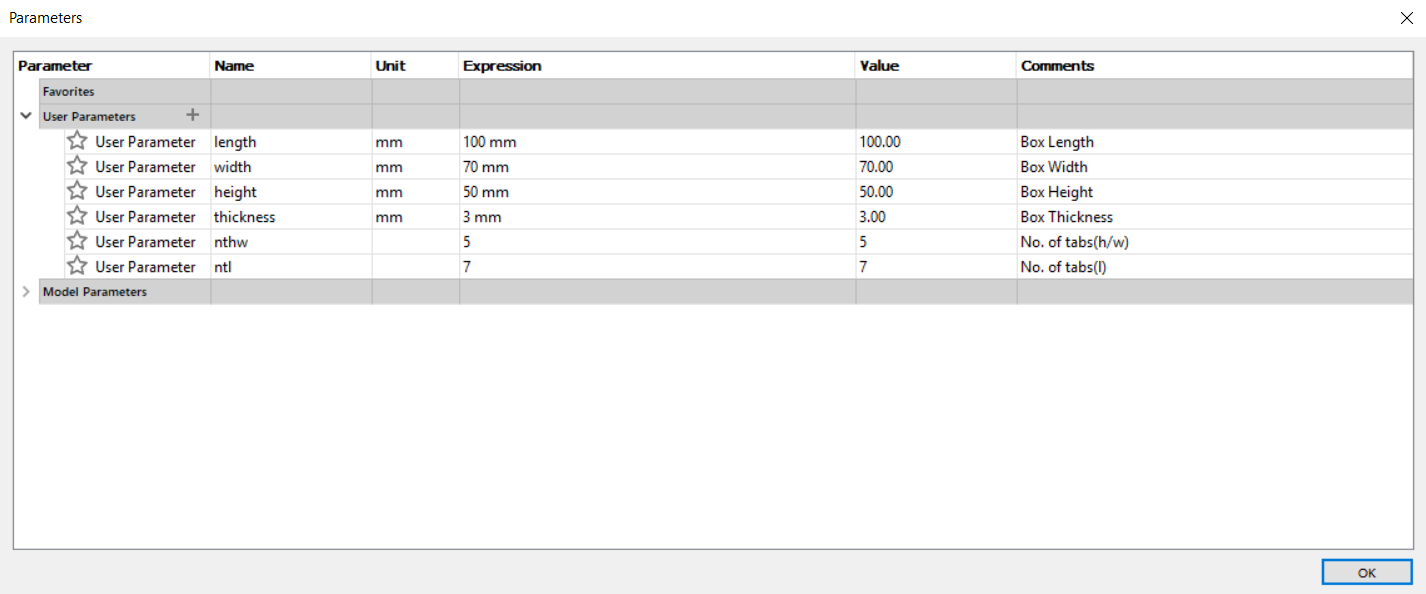 Parameters
Parameter Name Unit Expression Value Comments
Favorites
User Parameters +
User Parameter length mm 100 mm 100.00 Box Length
User Parameter width mm 70 mm 70.00 Box Width
User Parameter height mm 50 mm 50.00 Box Height
User Parameter thickness mm 3 mm 3.00 Box Thickness
User Parameter nthw 5 5 No. of tabs(h/w)
User Parameter ntl 7 7 No. of tabs(l)
Model Parameters
OK